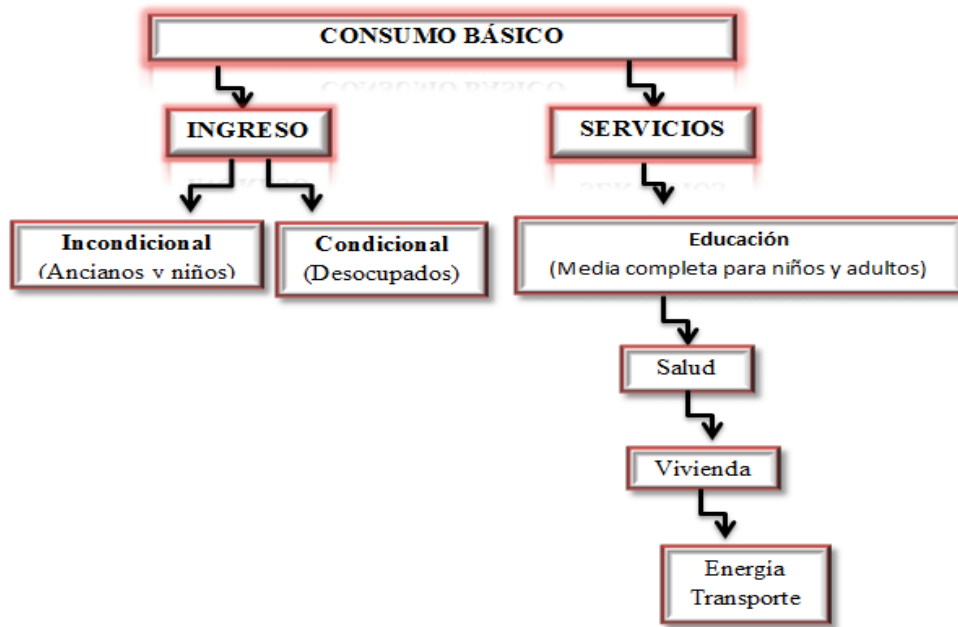 CONSUMO BÁSICO
INGRESO
SERVICIOS
Incondicional
(Ancianos y niños)
Condicional
(Desocupados)
Educación
(Media completa para niños y adultos)
Salud
Vivienda
Energía
Transporte